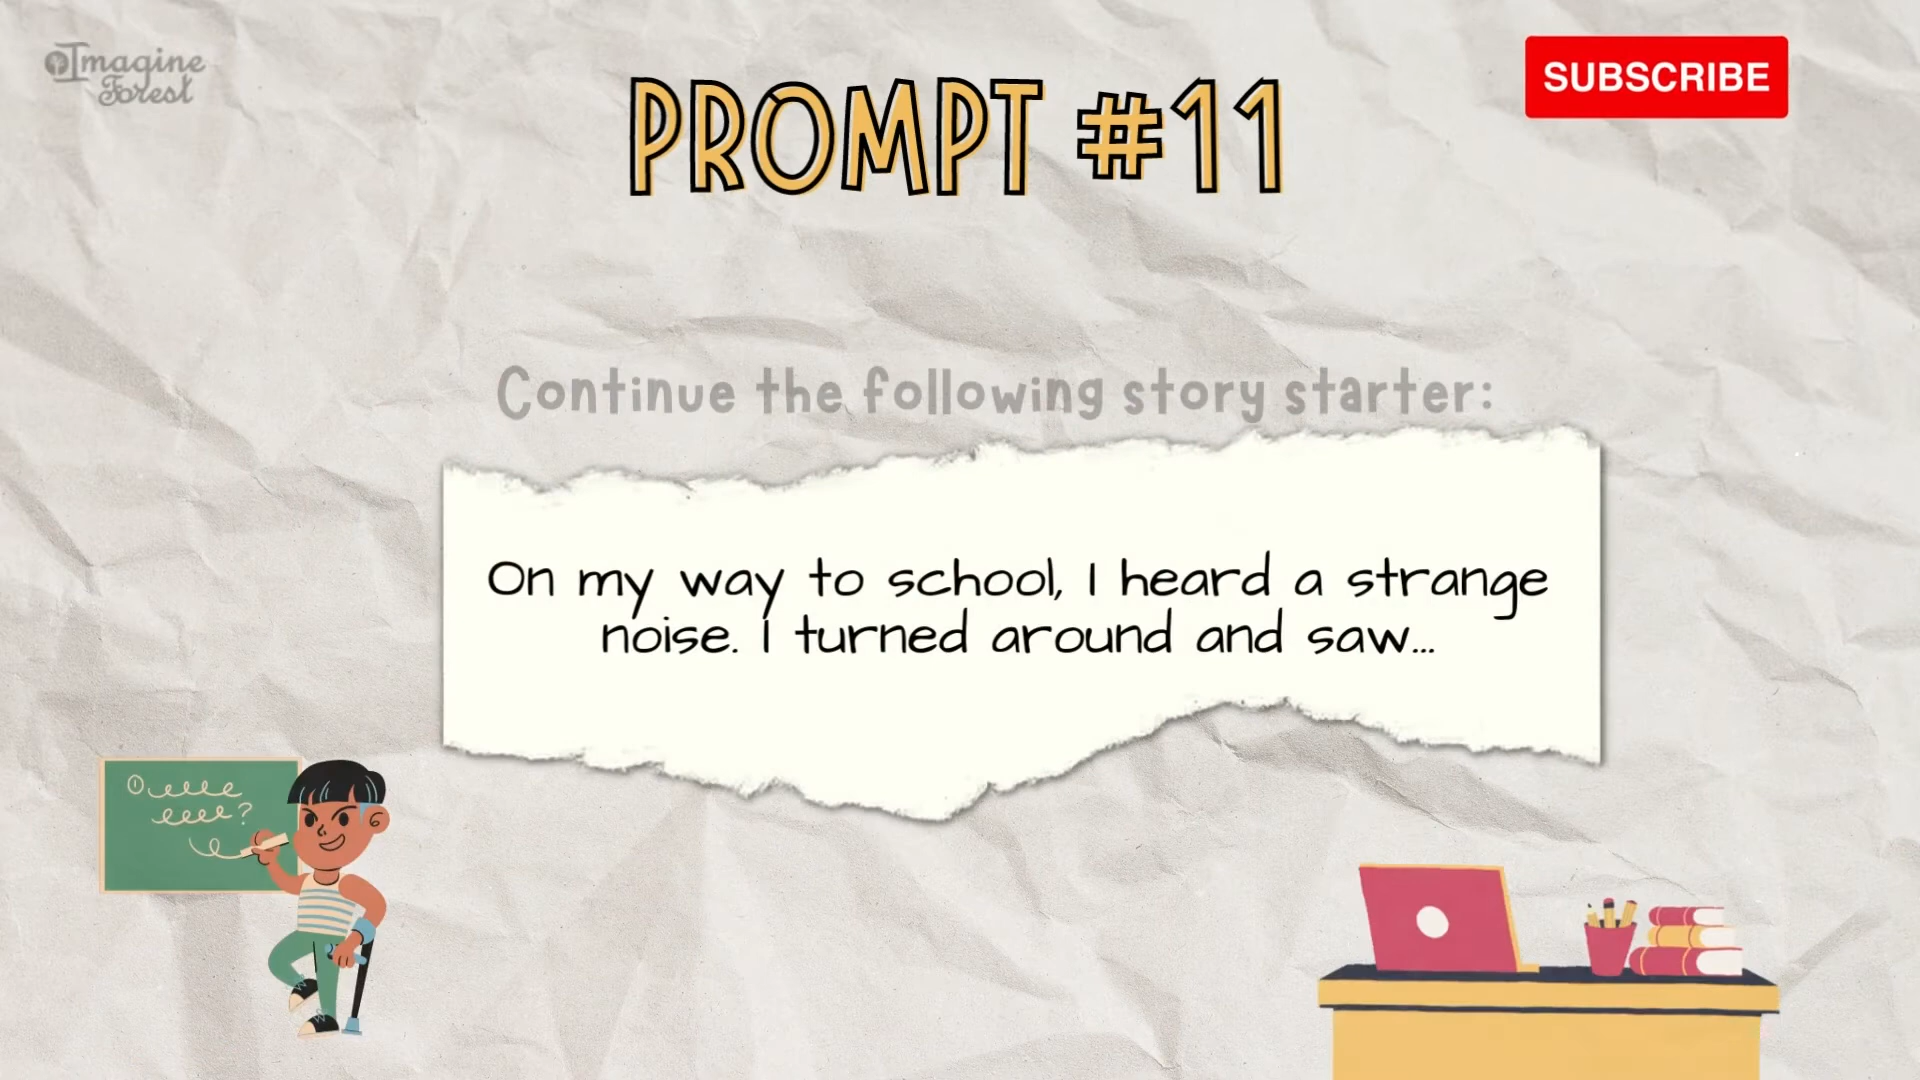 Imagine
Forest
SUBSCRIBE
PROMPT #11
Continue the following story starter:
On my way to school, I heard a strange
noise. I turned around and saw...